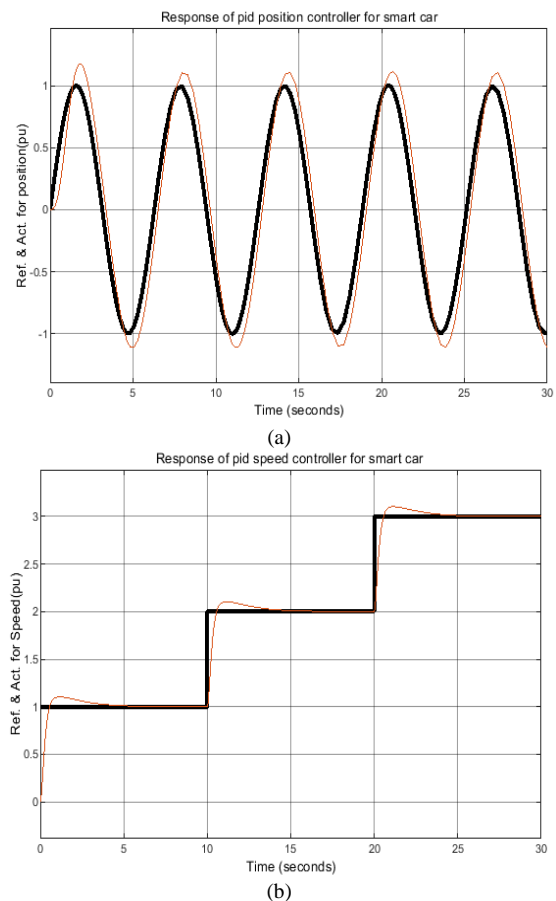 Response of pid position controller for smart car
Ref. & Act. for position(pu)
1
0.5
0
-0.5
-1
0 5 10 15 20 25 30
Time (seconds)
(a)
Response of pid speed controller for smart car
Ref. & Act. for Speed(pu)
3
2.5
2
1.5
1
0.5
0
0 5 10 15 20 25 30
Time (seconds)
(b)